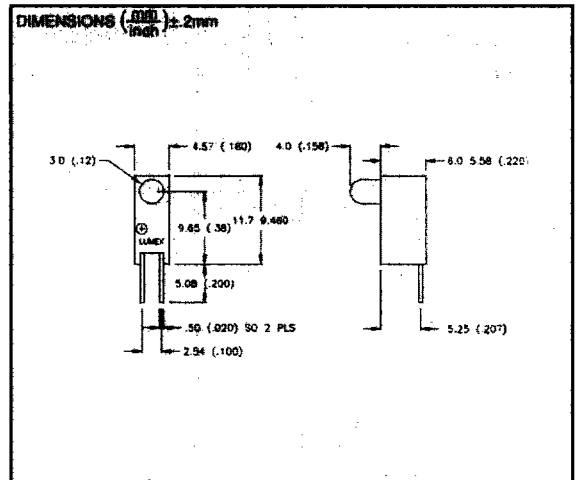 DIMENSIONS (mm/inch) ±.2mm
4.57 ( 180)
4.0 (.158)
3 0 (.12)
6.0 5.58 (.220)
9.65 ( 38)
11.7 0.460
LUMEX
5.08 (.200)
.50 (.020) SQ 2 PLS
5.25 (.207)
2.54 (.100)